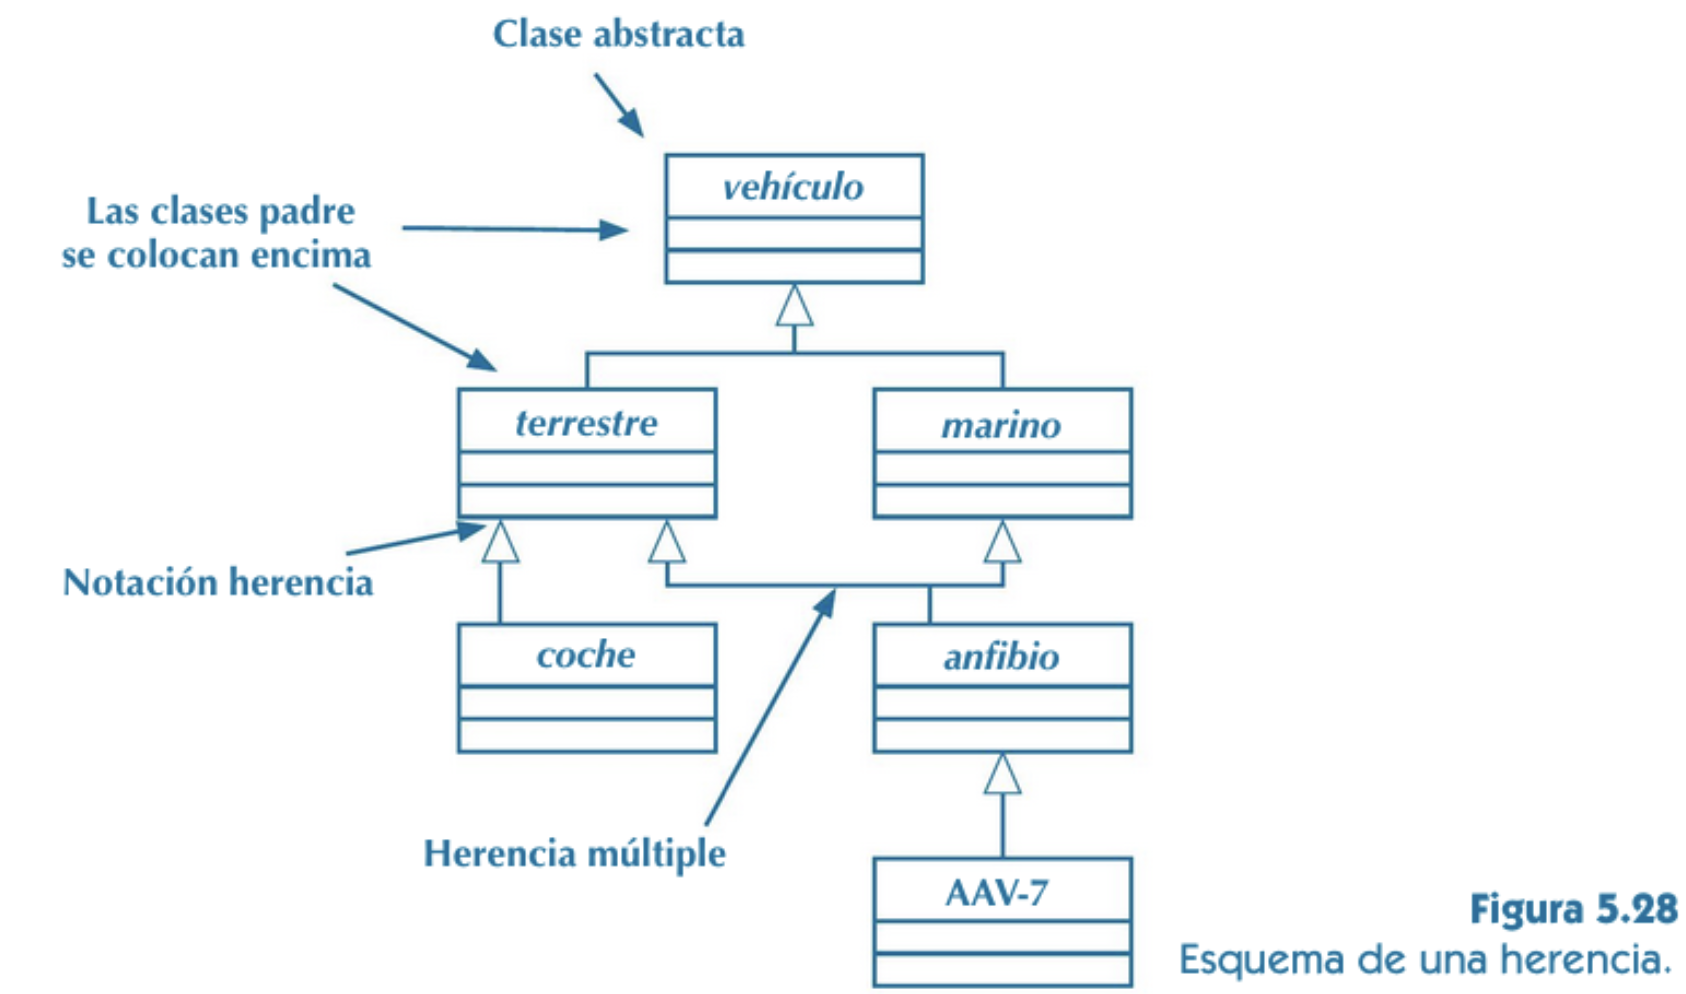 Clase abstracta
vehículo
Las clases padre
se colocan encima
terrestre
marino
Notación herencia
coche
anfibio
Herencia múltiple
AAV-7
Figura 5.28
Esquema de una herencia.